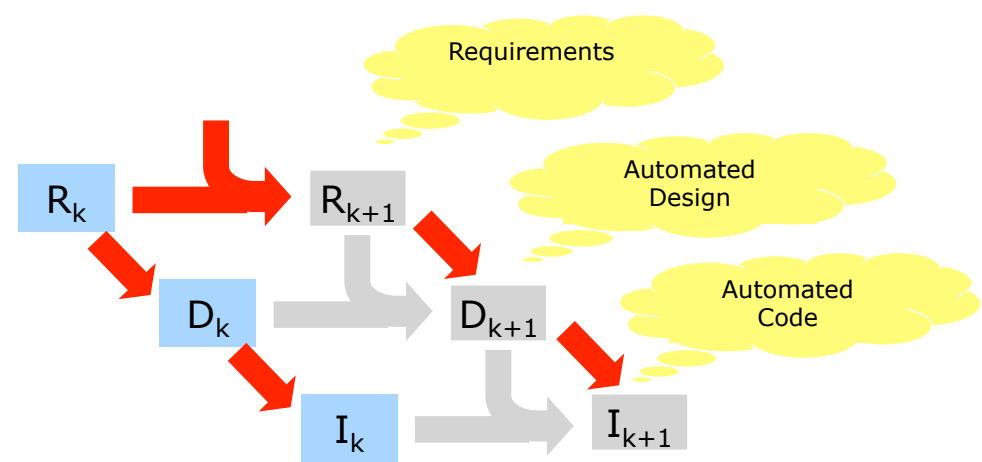 Requirements
Automated
Design
Automated
Code
Rₖ
Rₖ₊₁
Dₖ
Dₖ₊₁
Iₖ
Iₖ₊₁